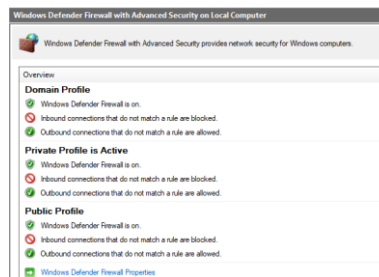 Windows Defender Firewall with Advanced Security on Local Computer
Windows Defender Firewall with Advanced Security provides network security for Windows computers.
Overview
Domain Profile
Windows Defender Firewall is on.
Inbound connections that do not match a rule are blocked.
Outbound connections that do not match a rule are allowed.
Private Profile is Active
Windows Defender Firewall is on.
Inbound connections that do not match a rule are blocked.
Outbound connections that do not match a rule are allowed.
Public Profile
Windows Defender Firewall is on.
Inbound connections that do not match a rule are blocked.
Outbound connections that do not match a rule are allowed.
Windows Defender Firewall Properties